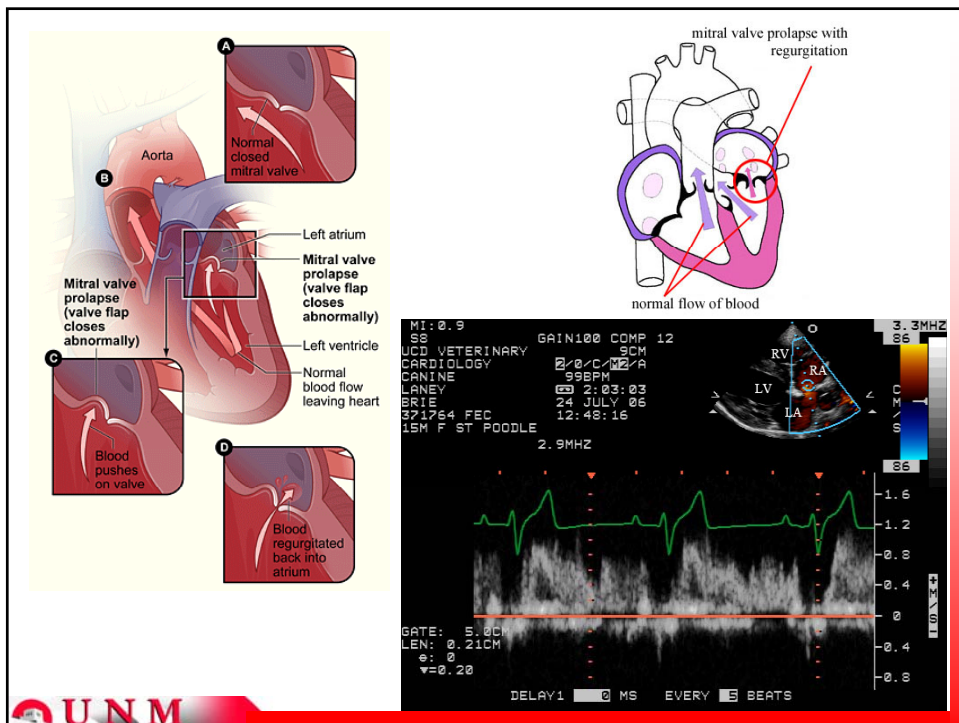 A
Normal
closed
mitral valve
Aorta
B
Left atrium
Mitral valve
prolapse
(valve flap
closes
abnormally)
Mitral valve
prolapse
(valve flap
closes
abnormally)
Left ventricle
Normal
blood flow
leaving heart
C
Blood
pushes
on valve
D
Blood
regurgitated
back into
atrium
mitral valve prolapse with
regurgitation
normal flow of blood
MI:0.9
S8 GAIN100 COMP 12
UCD VETERINARY 9CM
CARDIOLOGY 2/0/C/M2/A
CANINE 99BPM
LANEY 2:03:03
BRIE 24 JULY 06
371764 FEC 12:48:16
15M F ST POODLE
2.9MHZ
3.3MHZ
86
RV
RA
LV
LA
C
M
/
S
86
1.6
1.2
0.8
0.4
0
0.4
0.8
+
M
/
S
-
GATE: 5.0CM
LEN: 0.21CM
θ: 0
▼=0.20
DELAY1 0 MS EVERY 5 BEATS
UNM